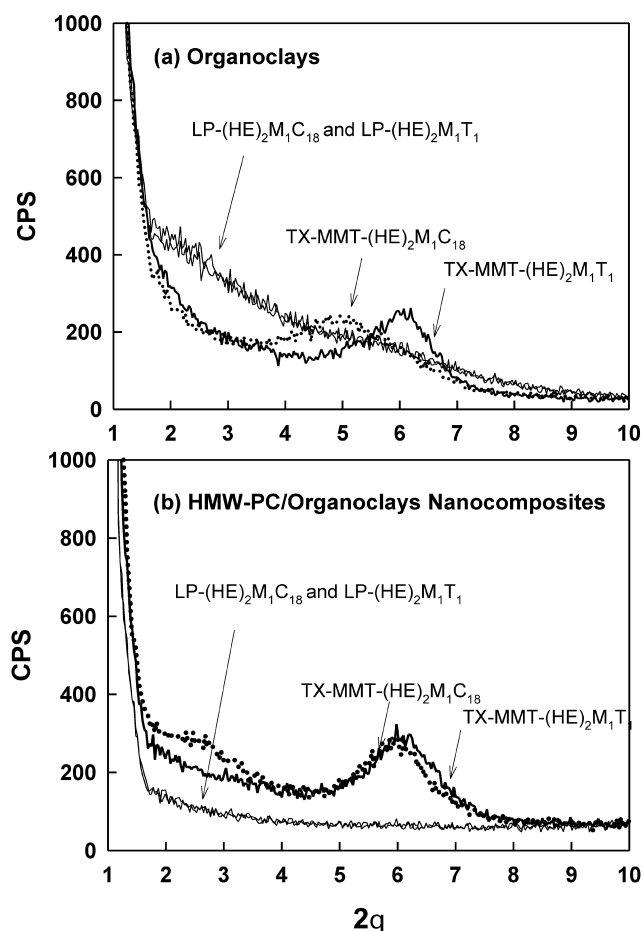 1000
(a) Organoclays
800
LP-(HE)₂M₁C₁₈ and LP-(HE)₂M₁T₁
600
CPS
TX-MMT-(HE)₂M₁C₁₈
400
TX-MMT-(HE)₂M₁T₁
200
0
1 2 3 4 5 6 7 8 9 10
1000
(b) HMW-PC/Organoclays Nanocomposites
800
LP-(HE)₂M₁C₁₈ and LP-(HE)₂M₁T₁
600
CPS
TX-MMT-(HE)₂M₁C₁₈
400
TX-MMT-(HE)₂M₁T₁
200
0
1 2 3 4 5 6 7 8 9 10
2q